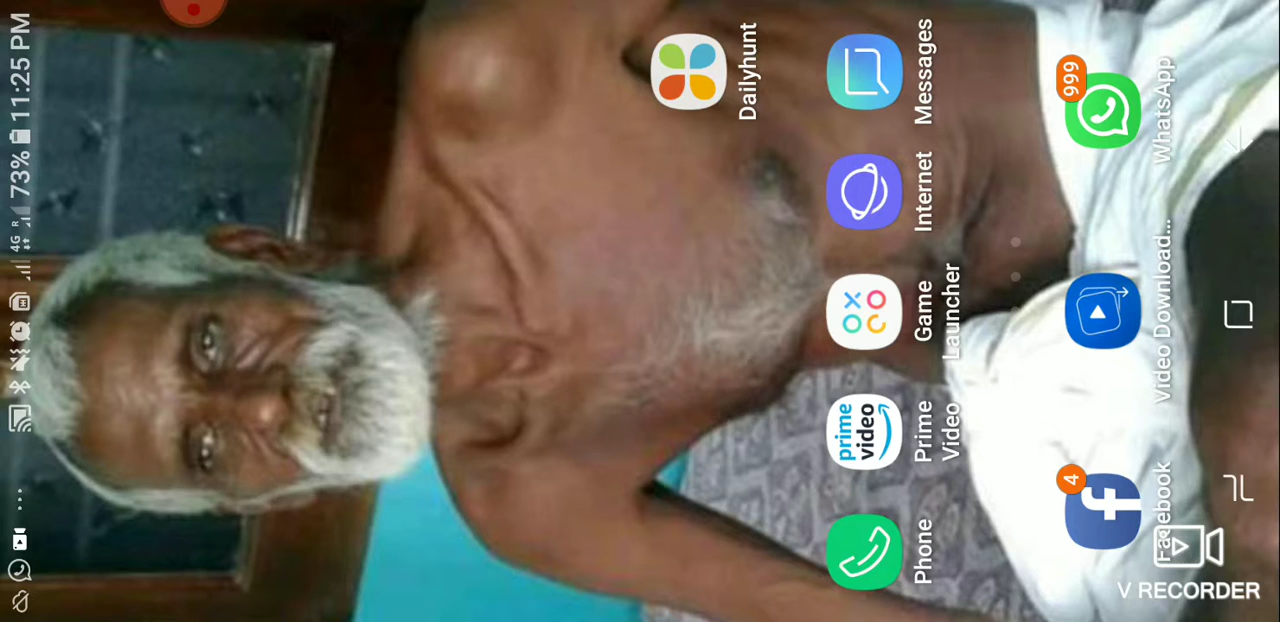 4G R 73% 11:25 PM
Dailyhunt
prime
video
Phone
Prime
Video
Game
Launcher
Internet
Messages
4
Facebook
Video Download...
999
WhatsApp
V RECORDER